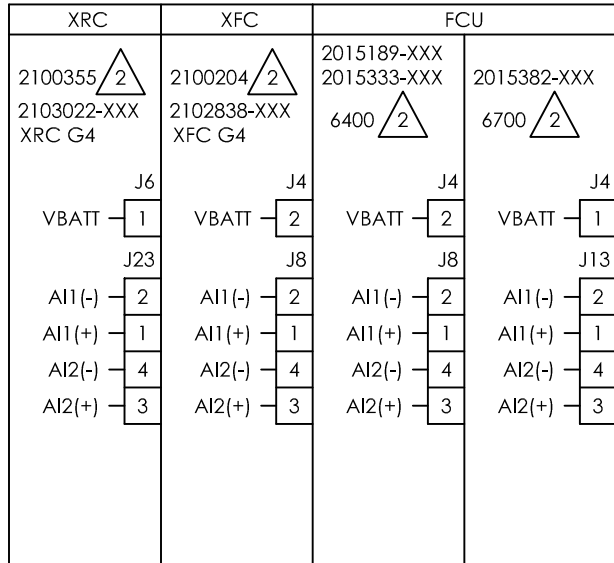 XRC XFC FCU
2100355 2
2103022-XXX
XRC G4
J6
VBATT 1
J23
AI1(-) 2
AI1(+) 1
AI2(-) 4
AI2(+) 3
2100204 2
2102838-XXX
XFC G4
J4
VBATT 2
J8
AI1(-) 2
AI1(+) 1
AI2(-) 4
AI2(+) 3
2015189-XXX
2015333-XXX
6400 2
J4
VBATT 2
J8
AI1(-) 2
AI1(+) 1
AI2(-) 4
AI2(+) 3
2015382-XXX
6700 2
J4
VBATT 1
J13
AI1(-) 2
AI1(+) 1
AI2(-) 4
AI2(+) 3